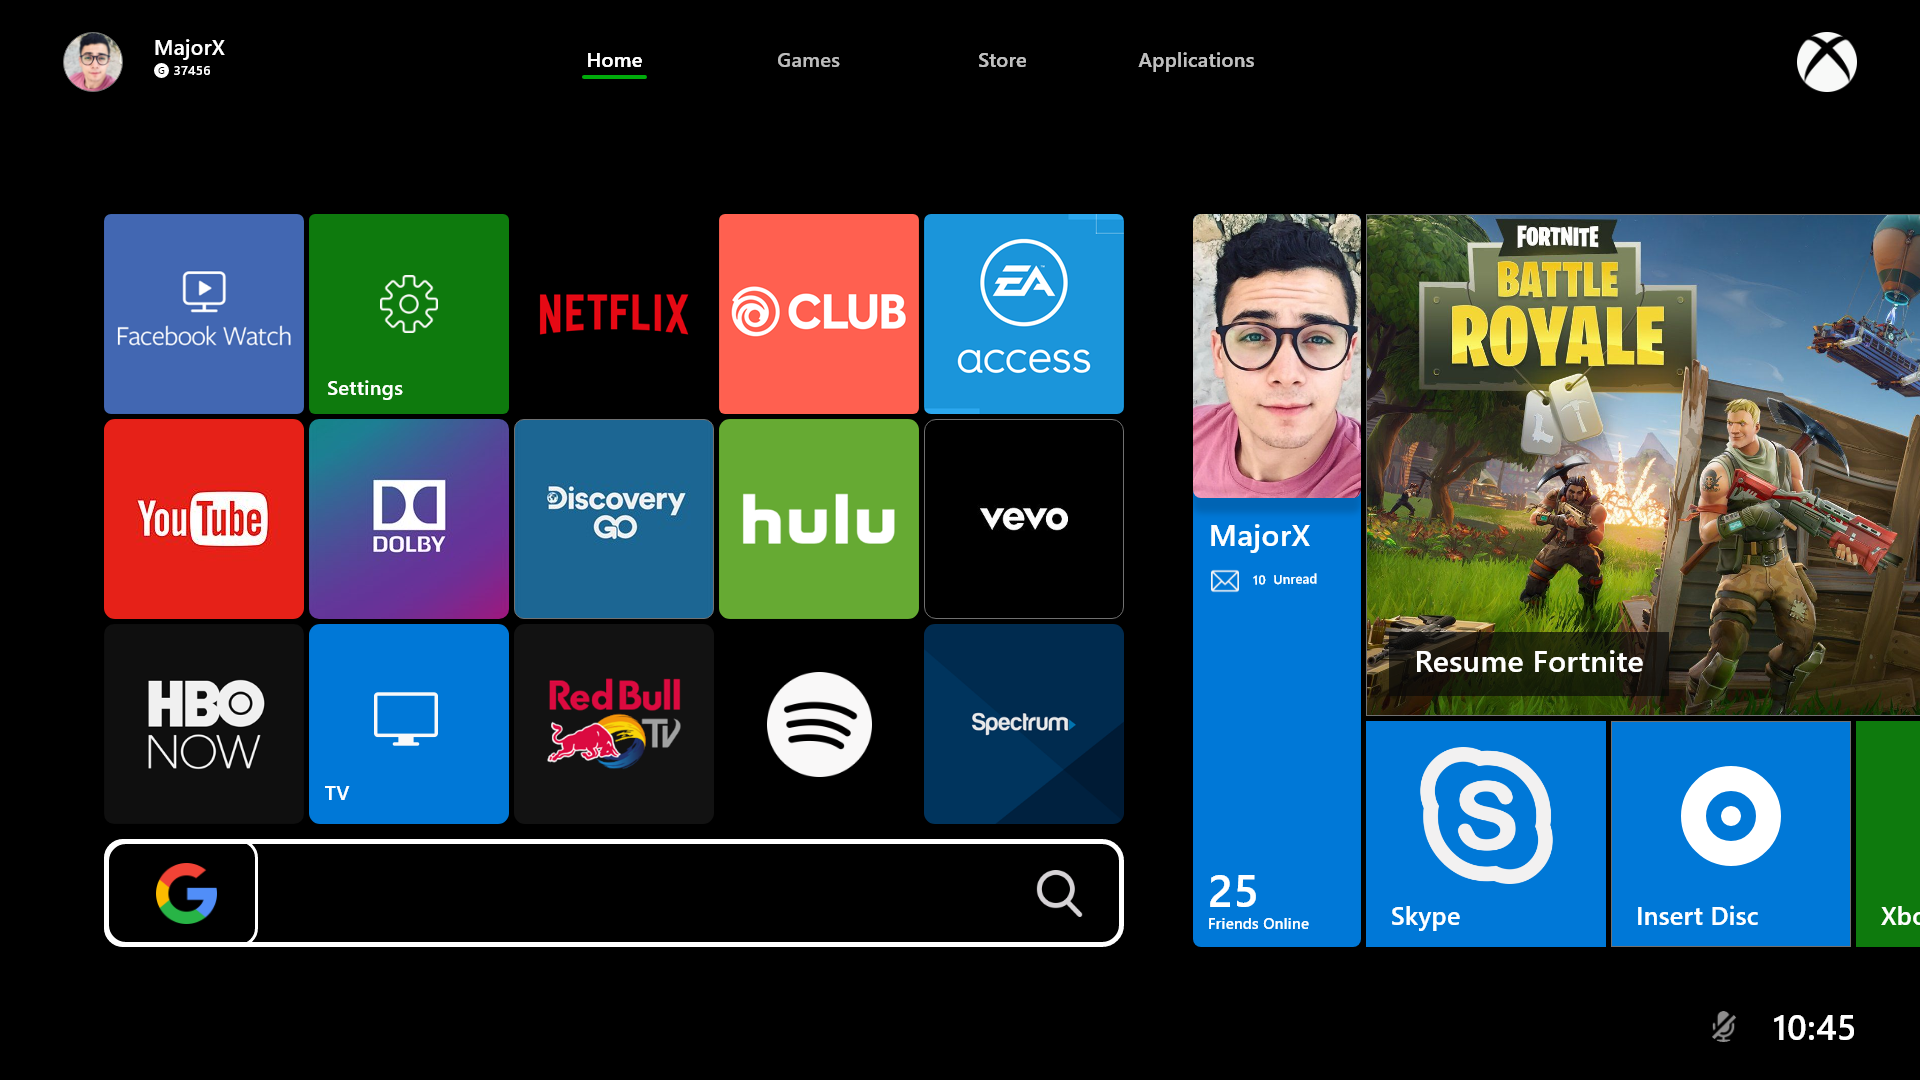 MajorX
G 37456
Home
Games
Store
Applications
Facebook Watch
Settings
NETFLIX
CLUB
EA
access
YouTube
DOLBY
Discovery
GO
hulu
vevo
HBO
NOW
TV
Red Bull
TV
Spectrum
G
MajorX
10 Unread
25
Friends Online
FORTNITE
BATTLE
ROYALE
Resume Fortnite
S
Skype
Insert Disc
10:45